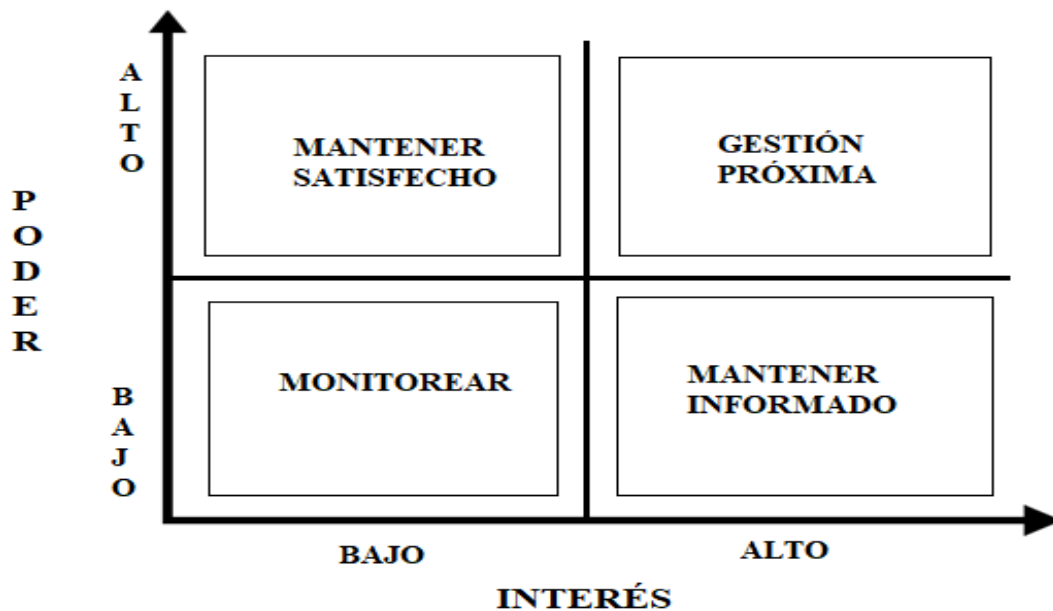 ALTO
MANTENER
SATISFECHO
GESTIÓN
PRÓXIMA
PODER
BAJO
MONITOREAR
MANTENER
INFORMADO
BAJO
ALTO
INTERÉS